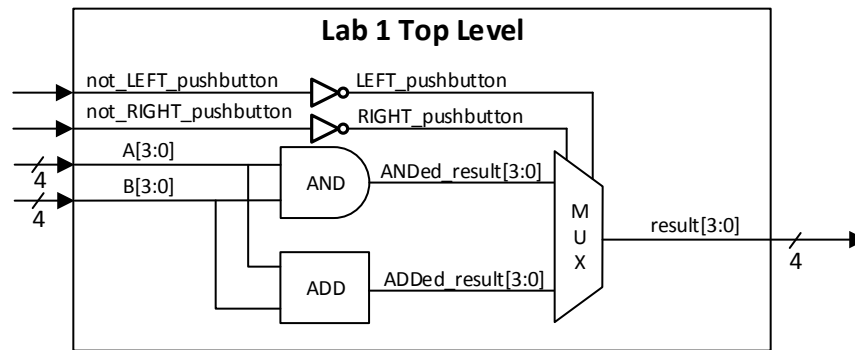 Lab 1 Top Level
not_LEFT_pushbutton
LEFT_pushbutton
not_RIGHT_pushbutton
RIGHT_pushbutton
A[3:0]
4
B[3:0]
4
AND
ANDed_result[3:0]
M
U
X
result[3:0]
4
ADD
ADDed_result[3:0]